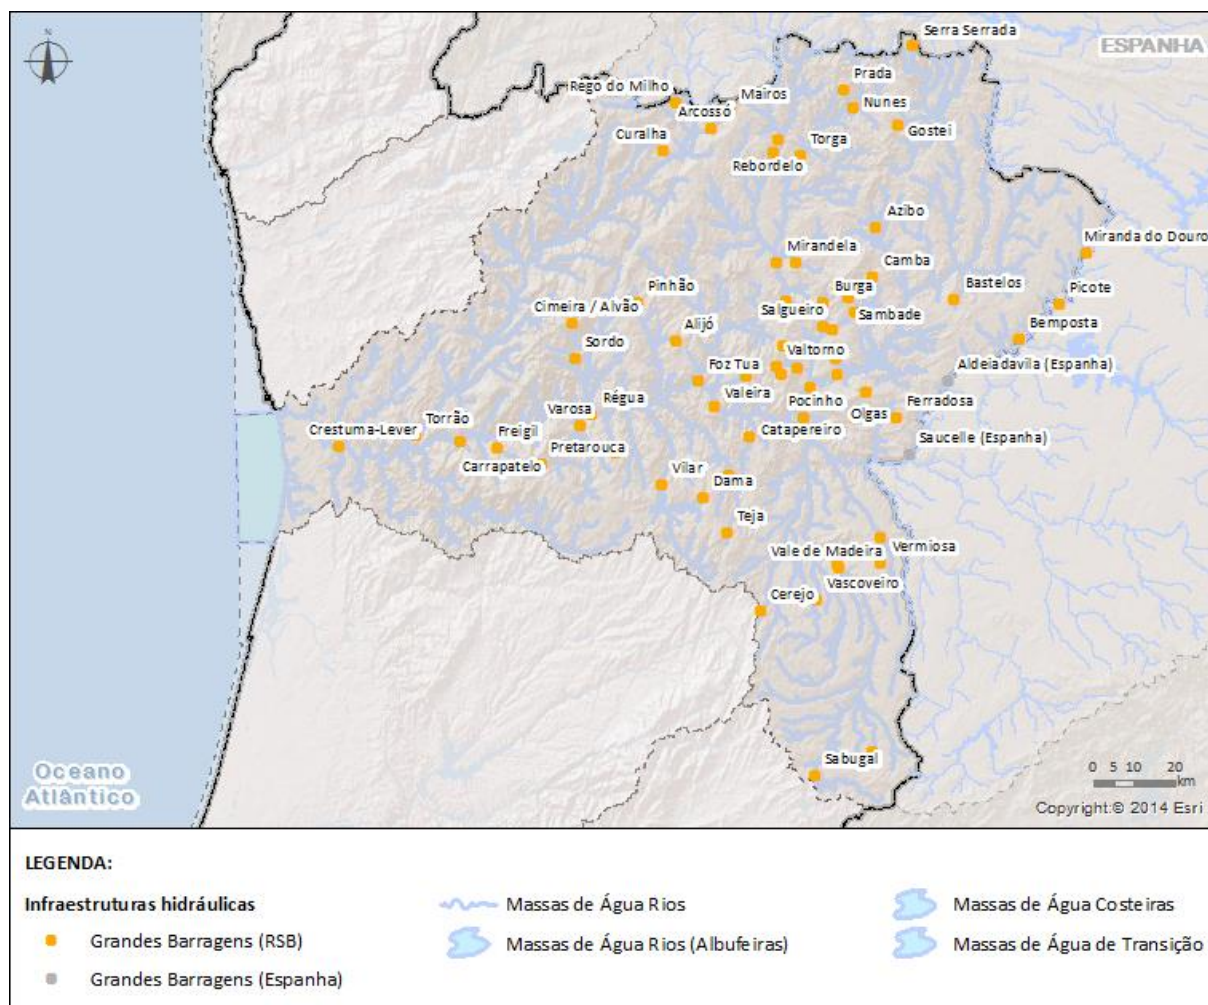 N
Serra Serrada
ESPANHA
Prada
Rego do Milho
Mairos
Nunes
Arcossó
Gostei
Curalha
Torga
Rebordelo
Azibo
Miranda do Douro
Mirandela
Camba
Pinhão
Burga
Bastelos
Picote
Cimeira / Alvão
Salgueiro
Sambade
Bemposta
Alijó
Sordo
Valtorno
Aldeiadavila (Espanha)
Foz Tua
Régua
Valeira
Pocinho
Olgas
Ferradosa
Varosa
Torrão
Crestuma-Lever
Freigil
Catapereiro
Saucelle (Espanha)
Pretarouca
Carrapatelo
Vilar
Dama
Teja
Vale de Madeira
Vermiosa
Vascoveiro
Cerejo
Sabugal
Oceano
Atlântico
0 5 10 20
km
Copyright:© 2014 Esri
LEGENDA:
Infraestruturas hidráulicas
Grandes Barragens (RSB)
Grandes Barragens (Espanha)
Massas de Água Rios
Massas de Água Rios (Albufeiras)
Massas de Água Costeiras
Massas de Água de Transição